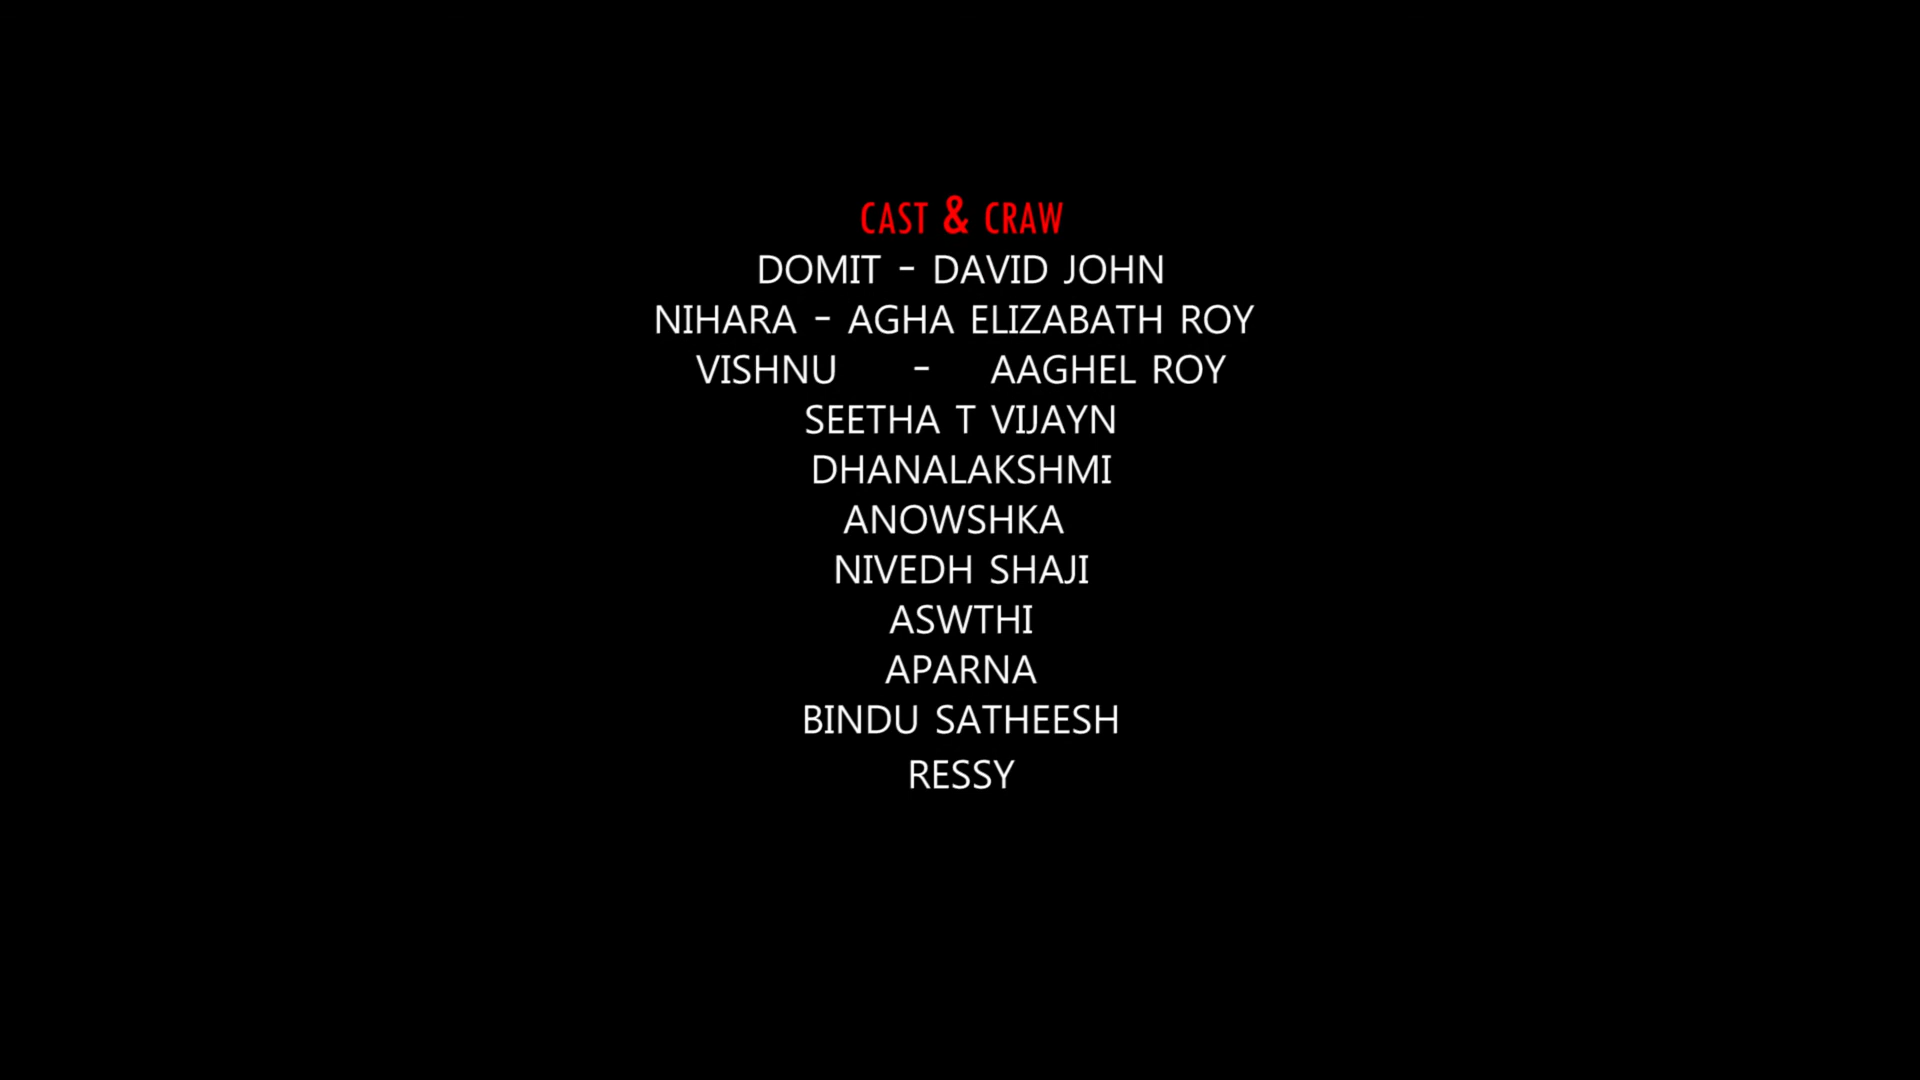 CAST & CRAW
DOMIT - DAVID JOHN
NIHARA - AGHA ELIZABATH ROY
VISHNU - AAGHEL ROY
SEETHA T VIJAYN
DHANALAKSHMI
ANOWSHKA
NIVEDH SHAJI
ASWTHI
APARNA
BINDU SATHEESH
RESSY